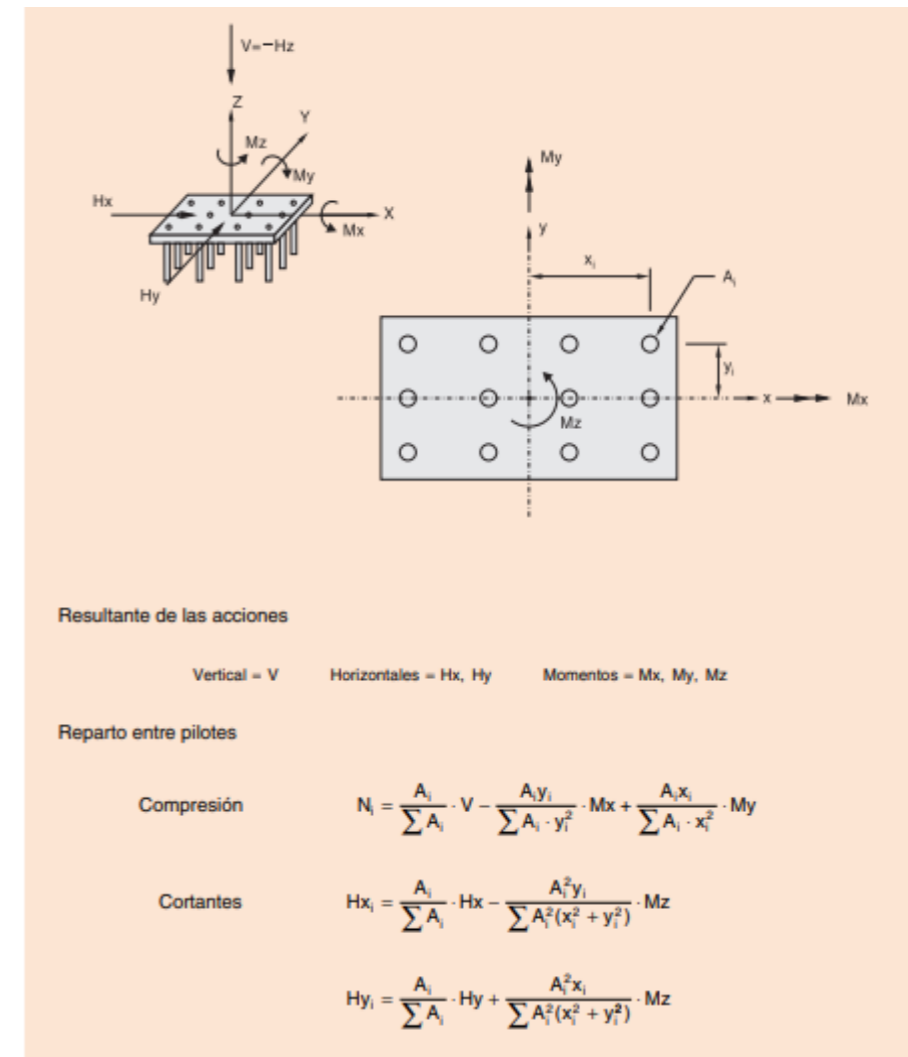 V=−Hz
Z
Y
Mz
My
Hx
X
Mx
Hy
My
y
xᵢ
Aᵢ
yᵢ
x
Mx
Mz
Resultante de las acciones
Vertical = V Horizontales = Hx, Hy Momentos = Mx, My, Mz
Reparto entre pilotes
Compresión Nᵢ = Aᵢ/∑Aᵢ · V − Aᵢyᵢ/∑Aᵢ · yᵢ² · Mx + Aᵢxᵢ/∑Aᵢ · xᵢ² · My
Cortantes Hxᵢ = Aᵢ/∑Aᵢ · Hx − Aᵢ²yᵢ/∑Aᵢ²(xᵢ² + yᵢ²) · Mz
Hyᵢ = Aᵢ/∑Aᵢ · Hy + Aᵢ²xᵢ/∑Aᵢ²(xᵢ² + yᵢ²) · Mz